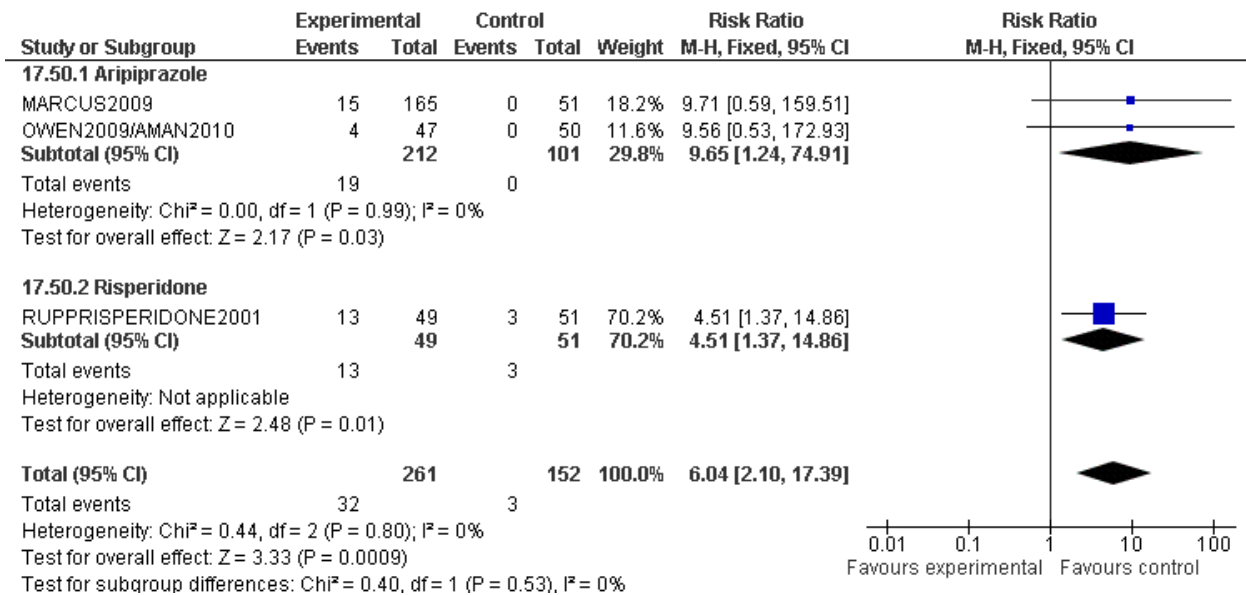 Experimental Control Risk Ratio Risk Ratio
Study or Subgroup Events Total Events Total Weight M-H, Fixed, 95% CI M-H, Fixed, 95% CI
17.50.1 Aripiprazole
MARCUS2009 15 165 0 51 18.2% 9.71 [0.59, 159.51]
OWEN2009/AMAN2010 4 47 0 50 11.6% 9.56 [0.53, 172.93]
Subtotal (95% CI) 212 101 29.8% 9.65 [1.24, 74.91]
Total events 19 0
Heterogeneity: Chi² = 0.00, df = 1 (P = 0.99); I² = 0%
Test for overall effect: Z = 2.17 (P = 0.03)
17.50.2 Risperidone
RUPPRISPERIDONE2001 13 49 3 51 70.2% 4.51 [1.37, 14.86]
Subtotal (95% CI) 49 51 70.2% 4.51 [1.37, 14.86]
Total events 13 3
Heterogeneity: Not applicable
Test for overall effect: Z = 2.48 (P = 0.01)
Total (95% CI) 261 152 100.0% 6.04 [2.10, 17.39]
Total events 32 3
Heterogeneity: Chi² = 0.44, df = 2 (P = 0.80); I² = 0%
Test for overall effect: Z = 3.33 (P = 0.0009)
Test for subgroup differences: Chi² = 0.40, df = 1 (P = 0.53), I² = 0%
0.01 0.1 1 10 100
Favours experimental Favours control